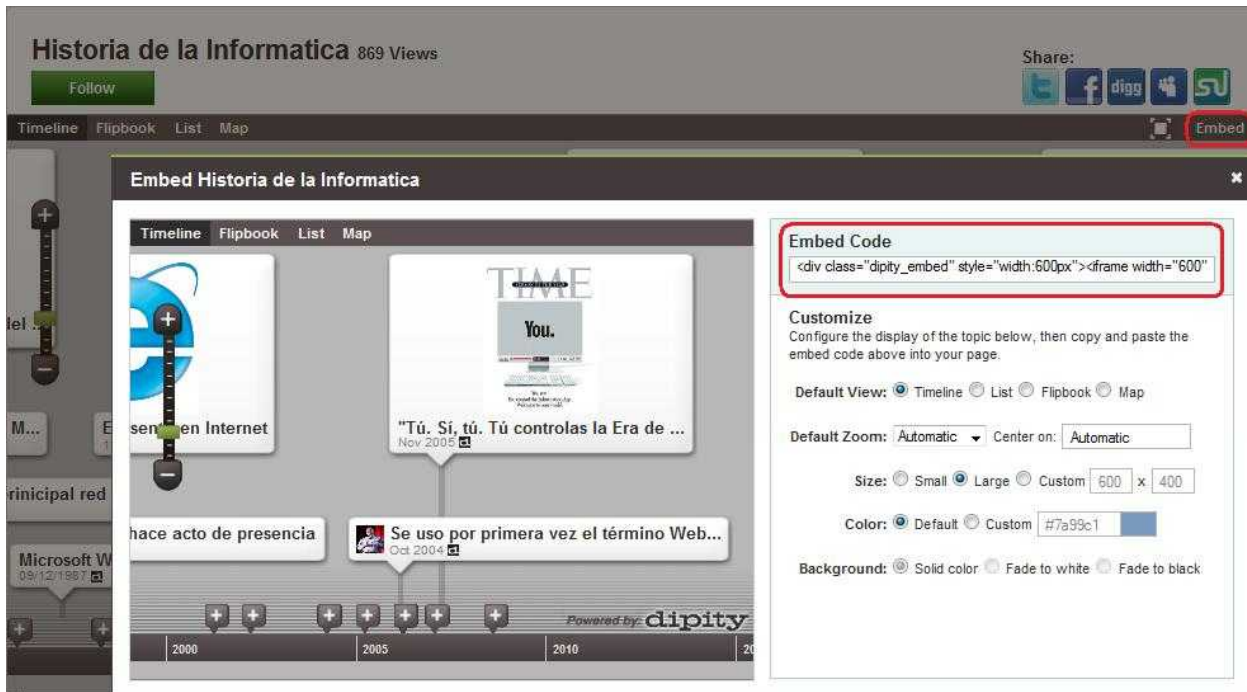 Historia de la Informatica 869 Views
Share:
Follow
digg
Timeline Flipbook List Map
Embed
Embed Historia de la Informatica
Timeline Flipbook List Map
Embed Code
<div class="dipity_embed" style="width:600px"><iframe width="600"
TIME
You.
Customize
Configure the display of the topic below, then copy and paste the
embed code above into your page.
Default View: Timeline List Flipbook Map
en Internet
"Tú. Sí, tú. Tú controlas la Era de ...
Nov 2005
M...
Default Zoom: Automatic Center on: Automatic
Size: Small Large Custom 600 x 400
rinicipal red
hace acto de presencia
Se uso por primera vez el término Web...
Oct 2004
Color: Default Custom #7a99c1
Microsoft W
09/12/1987
Background: Solid color Fade to white Fade to black
Powered by: dipity
2000 2005 2010